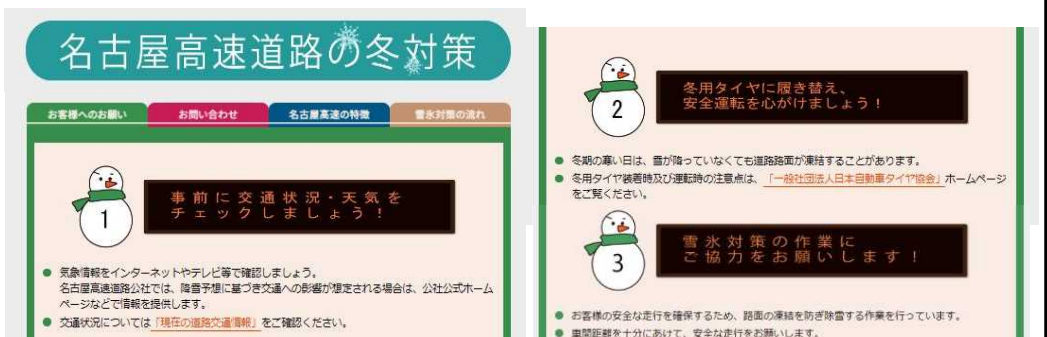 名古屋高速道路の冬対策
お客様へのお願い
お問い合わせ
名古屋高速の特徴
雪氷対策の流れ
1
事前に交通状況・天気を
チェックしましょう!
● 気象情報をインターネットやテレビ等で確認しましょう。
名古屋高速道路公社では、降雪予想に基づき交通への影響が想定される場合は、公社公式ホーム
ページなどで情報を提供します。
● 交通状況については「現在の道路交通情報」をご確認ください。
2
冬用タイヤに履き替え、
安全運転を心がけましょう!
● 冬期の寒い日は、雪が降っていなくても道路路面が凍結することがあります。
● 冬用タイヤ装着時及び運転時の注意点は、「一般社団法人日本自動車タイヤ協会」ホームページ
をご覧ください。
3
雪氷対策の作業に
ご協力をお願いします!
● お客様の安全な走行を確保するため、路面の凍結を防ぎ除雪する作業を行っています。
● 車間距離を十分にあけて、安全な走行をお願いします。